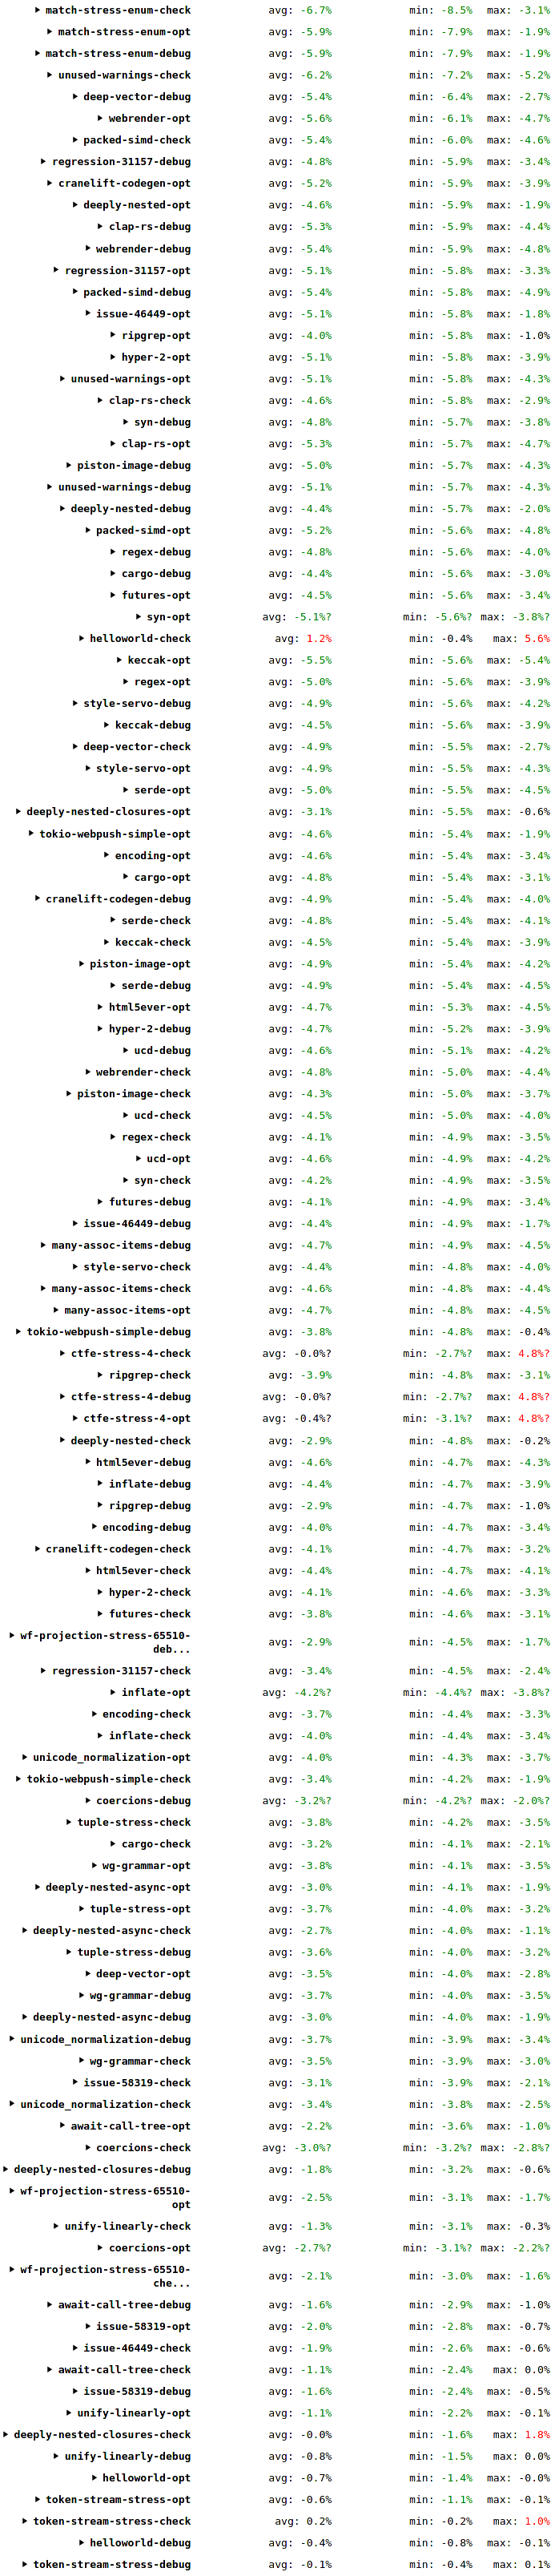 ▶ match-stress-enum-check avg: -6.7% min: -8.5% max: -3.1%
▶ match-stress-enum-opt avg: -5.9% min: -7.9% max: -1.9%
▶ match-stress-enum-debug avg: -5.9% min: -7.9% max: -1.9%
▶ unused-warnings-check avg: -6.2% min: -7.2% max: -5.2%
▶ deep-vector-debug avg: -5.4% min: -6.4% max: -2.7%
▶ webrender-opt avg: -5.6% min: -6.1% max: -4.7%
▶ packed-simd-check avg: -5.4% min: -6.0% max: -4.6%
▶ regression-31157-debug avg: -4.8% min: -5.9% max: -3.4%
▶ cranelift-codegen-opt avg: -5.2% min: -5.9% max: -3.9%
▶ deeply-nested-opt avg: -4.6% min: -5.9% max: -1.9%
▶ clap-rs-debug avg: -5.3% min: -5.9% max: -4.4%
▶ webrender-debug avg: -5.4% min: -5.9% max: -4.8%
▶ regression-31157-opt avg: -5.1% min: -5.8% max: -3.3%
▶ packed-simd-debug avg: -5.4% min: -5.8% max: -4.9%
▶ issue-46449-opt avg: -5.1% min: -5.8% max: -1.8%
▶ ripgrep-opt avg: -4.0% min: -5.8% max: -1.0%
▶ hyper-2-opt avg: -5.1% min: -5.8% max: -3.9%
▶ unused-warnings-opt avg: -5.1% min: -5.8% max: -4.3%
▶ clap-rs-check avg: -4.6% min: -5.8% max: -2.9%
▶ syn-debug avg: -4.8% min: -5.7% max: -3.8%
▶ clap-rs-opt avg: -5.3% min: -5.7% max: -4.7%
▶ piston-image-debug avg: -5.0% min: -5.7% max: -4.3%
▶ unused-warnings-debug avg: -5.1% min: -5.7% max: -4.3%
▶ deeply-nested-debug avg: -4.4% min: -5.7% max: -2.0%
▶ packed-simd-opt avg: -5.2% min: -5.6% max: -4.8%
▶ regex-debug avg: -4.8% min: -5.6% max: -4.0%
▶ cargo-debug avg: -4.4% min: -5.6% max: -3.0%
▶ futures-opt avg: -4.5% min: -5.6% max: -3.4%
▶ syn-opt avg: -5.1%? min: -5.6%? max: -3.8%?
▶ helloworld-check avg: 1.2% min: -0.4% max: 5.6%
▶ keccak-opt avg: -5.5% min: -5.6% max: -5.4%
▶ regex-opt avg: -5.0% min: -5.6% max: -3.9%
▶ style-servo-debug avg: -4.9% min: -5.6% max: -4.2%
▶ keccak-debug avg: -4.5% min: -5.6% max: -3.9%
▶ deep-vector-check avg: -4.9% min: -5.5% max: -2.7%
▶ style-servo-opt avg: -4.9% min: -5.5% max: -4.3%
▶ serde-opt avg: -5.0% min: -5.5% max: -4.5%
▶ deeply-nested-closures-opt avg: -3.1% min: -5.5% max: -0.6%
▶ tokio-webpush-simple-opt avg: -4.6% min: -5.4% max: -1.9%
▶ encoding-opt avg: -4.6% min: -5.4% max: -3.4%
▶ cargo-opt avg: -4.8% min: -5.4% max: -3.1%
▶ cranelift-codegen-debug avg: -4.9% min: -5.4% max: -4.0%
▶ serde-check avg: -4.8% min: -5.4% max: -4.1%
▶ keccak-check avg: -4.5% min: -5.4% max: -3.9%
▶ piston-image-opt avg: -4.9% min: -5.4% max: -4.2%
▶ serde-debug avg: -4.9% min: -5.4% max: -4.5%
▶ html5ever-opt avg: -4.7% min: -5.3% max: -4.5%
▶ hyper-2-debug avg: -4.7% min: -5.2% max: -3.9%
▶ ucd-debug avg: -4.6% min: -5.1% max: -4.2%
▶ webrender-check avg: -4.8% min: -5.0% max: -4.4%
▶ piston-image-check avg: -4.3% min: -5.0% max: -3.7%
▶ ucd-check avg: -4.5% min: -5.0% max: -4.0%
▶ regex-check avg: -4.1% min: -4.9% max: -3.5%
▶ ucd-opt avg: -4.6% min: -4.9% max: -4.2%
▶ syn-check avg: -4.2% min: -4.9% max: -3.5%
▶ futures-debug avg: -4.1% min: -4.9% max: -3.4%
▶ issue-46449-debug avg: -4.4% min: -4.9% max: -1.7%
▶ many-assoc-items-debug avg: -4.7% min: -4.9% max: -4.5%
▶ style-servo-check avg: -4.4% min: -4.8% max: -4.0%
▶ many-assoc-items-check avg: -4.6% min: -4.8% max: -4.4%
▶ many-assoc-items-opt avg: -4.7% min: -4.8% max: -4.5%
▶ tokio-webpush-simple-debug avg: -3.8% min: -4.8% max: -0.4%
▶ ctfe-stress-4-check avg: -0.0%? min: -2.7%? max: 4.8%?
▶ ripgrep-check avg: -3.9% min: -4.8% max: -3.1%
▶ ctfe-stress-4-debug avg: -0.0%? min: -2.7%? max: 4.8%?
▶ ctfe-stress-4-opt avg: -0.4%? min: -3.1%? max: 4.8%?
▶ deeply-nested-check avg: -2.9% min: -4.8% max: -0.2%
▶ html5ever-debug avg: -4.6% min: -4.7% max: -4.3%
▶ inflate-debug avg: -4.4% min: -4.7% max: -3.9%
▶ ripgrep-debug avg: -2.9% min: -4.7% max: -1.0%
▶ encoding-debug avg: -4.0% min: -4.7% max: -3.4%
▶ cranelift-codegen-check avg: -4.1% min: -4.7% max: -3.2%
▶ html5ever-check avg: -4.4% min: -4.7% max: -4.1%
▶ hyper-2-check avg: -4.1% min: -4.6% max: -3.3%
▶ futures-check avg: -3.8% min: -4.6% max: -3.1%
▶ wf-projection-stress-65510-
deb... avg: -2.9% min: -4.5% max: -1.7%
▶ regression-31157-check avg: -3.4% min: -4.5% max: -2.4%
▶ inflate-opt avg: -4.2%? min: -4.4%? max: -3.8%?
▶ encoding-check avg: -3.7% min: -4.4% max: -3.3%
▶ inflate-check avg: -4.0% min: -4.4% max: -3.4%
▶ unicode_normalization-opt avg: -4.0% min: -4.3% max: -3.7%
▶ tokio-webpush-simple-check avg: -3.4% min: -4.2% max: -1.9%
▶ coercions-debug avg: -3.2%? min: -4.2%? max: -2.0%?
▶ tuple-stress-check avg: -3.8% min: -4.2% max: -3.5%
▶ cargo-check avg: -3.2% min: -4.1% max: -2.1%
▶ wg-grammar-opt avg: -3.8% min: -4.1% max: -3.5%
▶ deeply-nested-async-opt avg: -3.0% min: -4.1% max: -1.9%
▶ tuple-stress-opt avg: -3.7% min: -4.0% max: -3.2%
▶ deeply-nested-async-check avg: -2.7% min: -4.0% max: -1.1%
▶ tuple-stress-debug avg: -3.6% min: -4.0% max: -3.2%
▶ deep-vector-opt avg: -3.5% min: -4.0% max: -2.8%
▶ wg-grammar-debug avg: -3.7% min: -4.0% max: -3.5%
▶ deeply-nested-async-debug avg: -3.0% min: -4.0% max: -1.9%
▶ unicode_normalization-debug avg: -3.7% min: -3.9% max: -3.4%
▶ wg-grammar-check avg: -3.5% min: -3.9% max: -3.0%
▶ issue-58319-check avg: -3.1% min: -3.9% max: -2.1%
▶ unicode_normalization-check avg: -3.4% min: -3.8% max: -2.5%
▶ await-call-tree-opt avg: -2.2% min: -3.6% max: -1.0%
▶ coercions-check avg: -3.0%? min: -3.2%? max: -2.8%?
▶ deeply-nested-closures-debug avg: -1.8% min: -3.2% max: -0.6%
▶ wf-projection-stress-65510-
opt avg: -2.5% min: -3.1% max: -1.7%
▶ unify-linearly-check avg: -1.3% min: -3.1% max: -0.3%
▶ coercions-opt avg: -2.7%? min: -3.1%? max: -2.2%?
▶ wf-projection-stress-65510-
che... avg: -2.1% min: -3.0% max: -1.6%
▶ await-call-tree-debug avg: -1.6% min: -2.9% max: -1.0%
▶ issue-58319-opt avg: -2.0% min: -2.8% max: -0.7%
▶ issue-46449-check avg: -1.9% min: -2.6% max: -0.6%
▶ await-call-tree-check avg: -1.1% min: -2.4% max: 0.0%
▶ issue-58319-debug avg: -1.6% min: -2.4% max: -0.5%
▶ unify-linearly-opt avg: -1.1% min: -2.2% max: -0.1%
▶ deeply-nested-closures-check avg: -0.0% min: -1.6% max: 1.8%
▶ unify-linearly-debug avg: -0.8% min: -1.5% max: 0.0%
▶ helloworld-opt avg: -0.7% min: -1.4% max: -0.0%
▶ token-stream-stress-opt avg: -0.6% min: -1.1% max: -0.1%
▶ token-stream-stress-check avg: 0.2% min: -0.2% max: 1.0%
▶ helloworld-debug avg: -0.4% min: -0.8% max: -0.1%
▶ token-stream-stress-debug avg: -0.1% min: -0.4% max: 0.1%